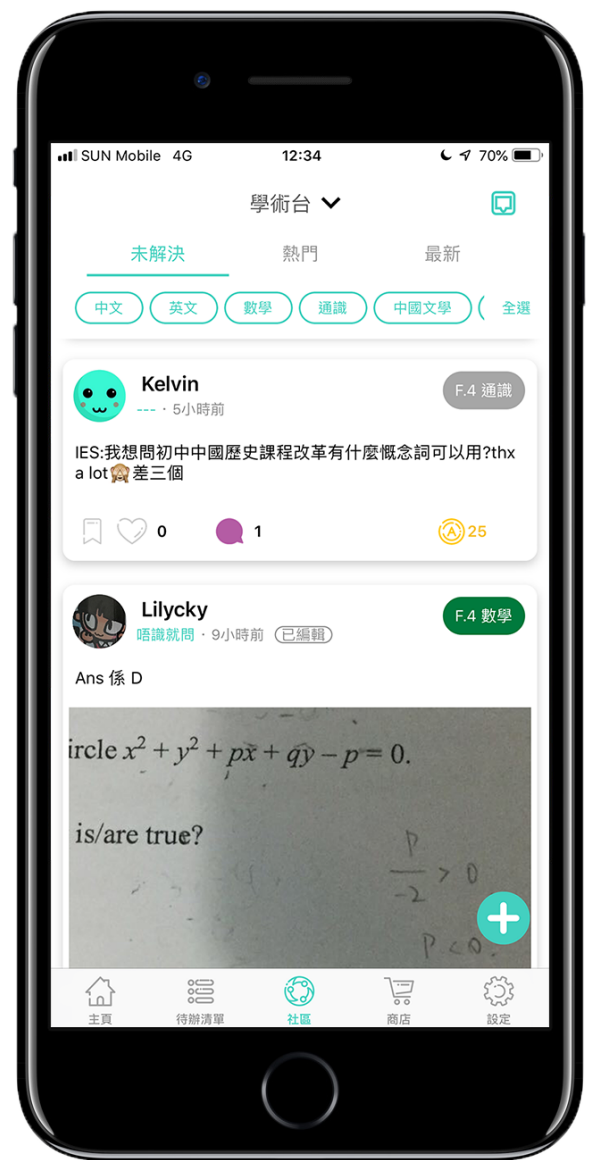 SUN Mobile 4G 12:34 70%
學術台
未解決 熱門 最新
中文 英文 數學 通識 中國文學 全選
Kelvin F.4 通識
--- · 5小時前
IES:我想問初中中國歷史課程改革有什麼慨念詞可以用?thx
a lot🙈差三個
0 1 25
Lilycky F.4 數學
唔識就問 · 9小時前 已編輯
Ans 係 D
ircle x² + y² + px + qy − p = 0.
is/are true?
P/-2 > 0
P < 0.
主頁 待辦清單 社區 商店 設定